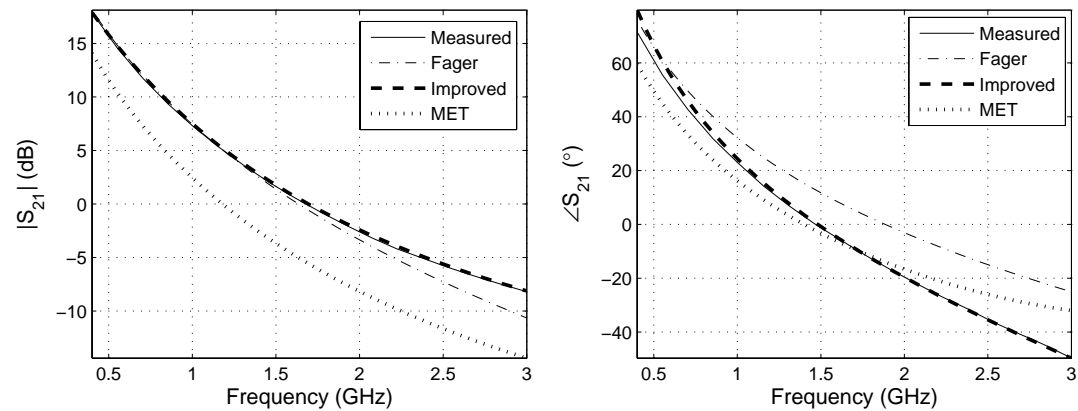 15
10
5
0
−5
−10
0.5
1
1.5
2
2.5
3
Frequency (GHz)
|S21| (dB)
Measured
Fager
Improved
MET
60
40
20
0
−20
−40
0.5
1
1.5
2
2.5
3
Frequency (GHz)
∠S21 (°)
Measured
Fager
Improved
MET